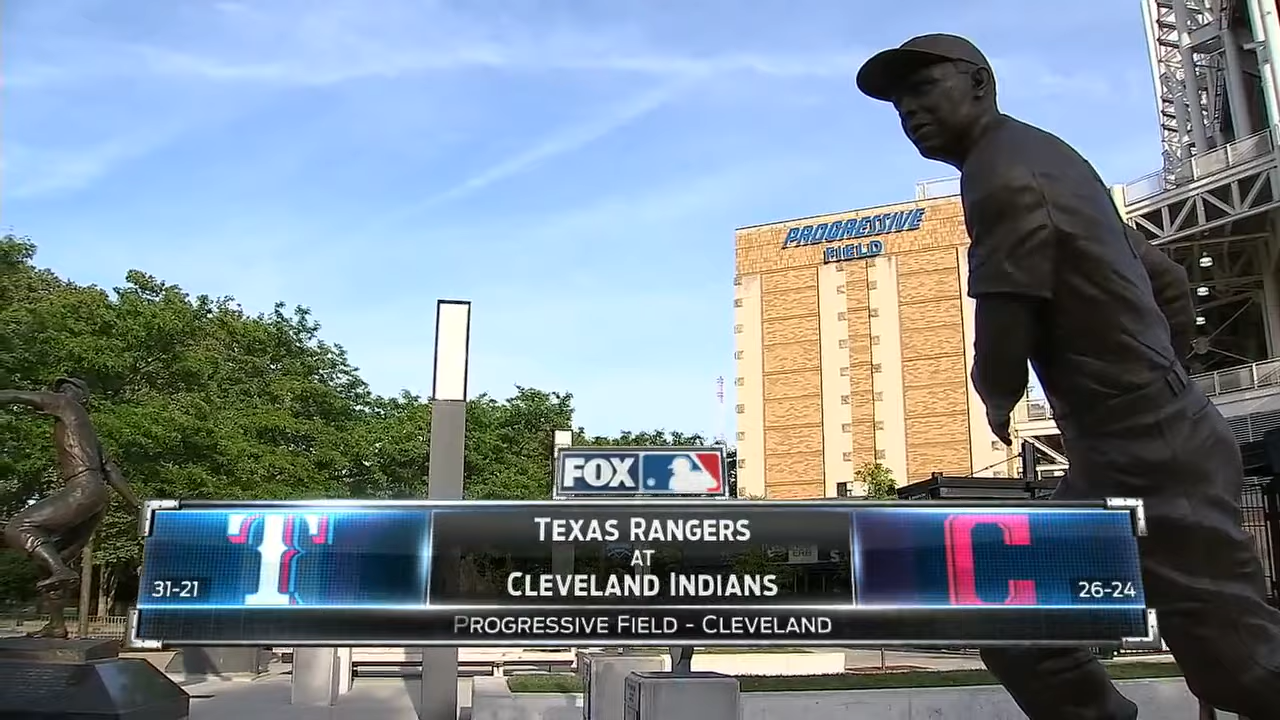 PROGRESSIVE
FIELD
FOX
T
TEXAS RANGERS
AT
CLEVELAND INDIANS
C
31-21
26-24
PROGRESSIVE FIELD - CLEVELAND